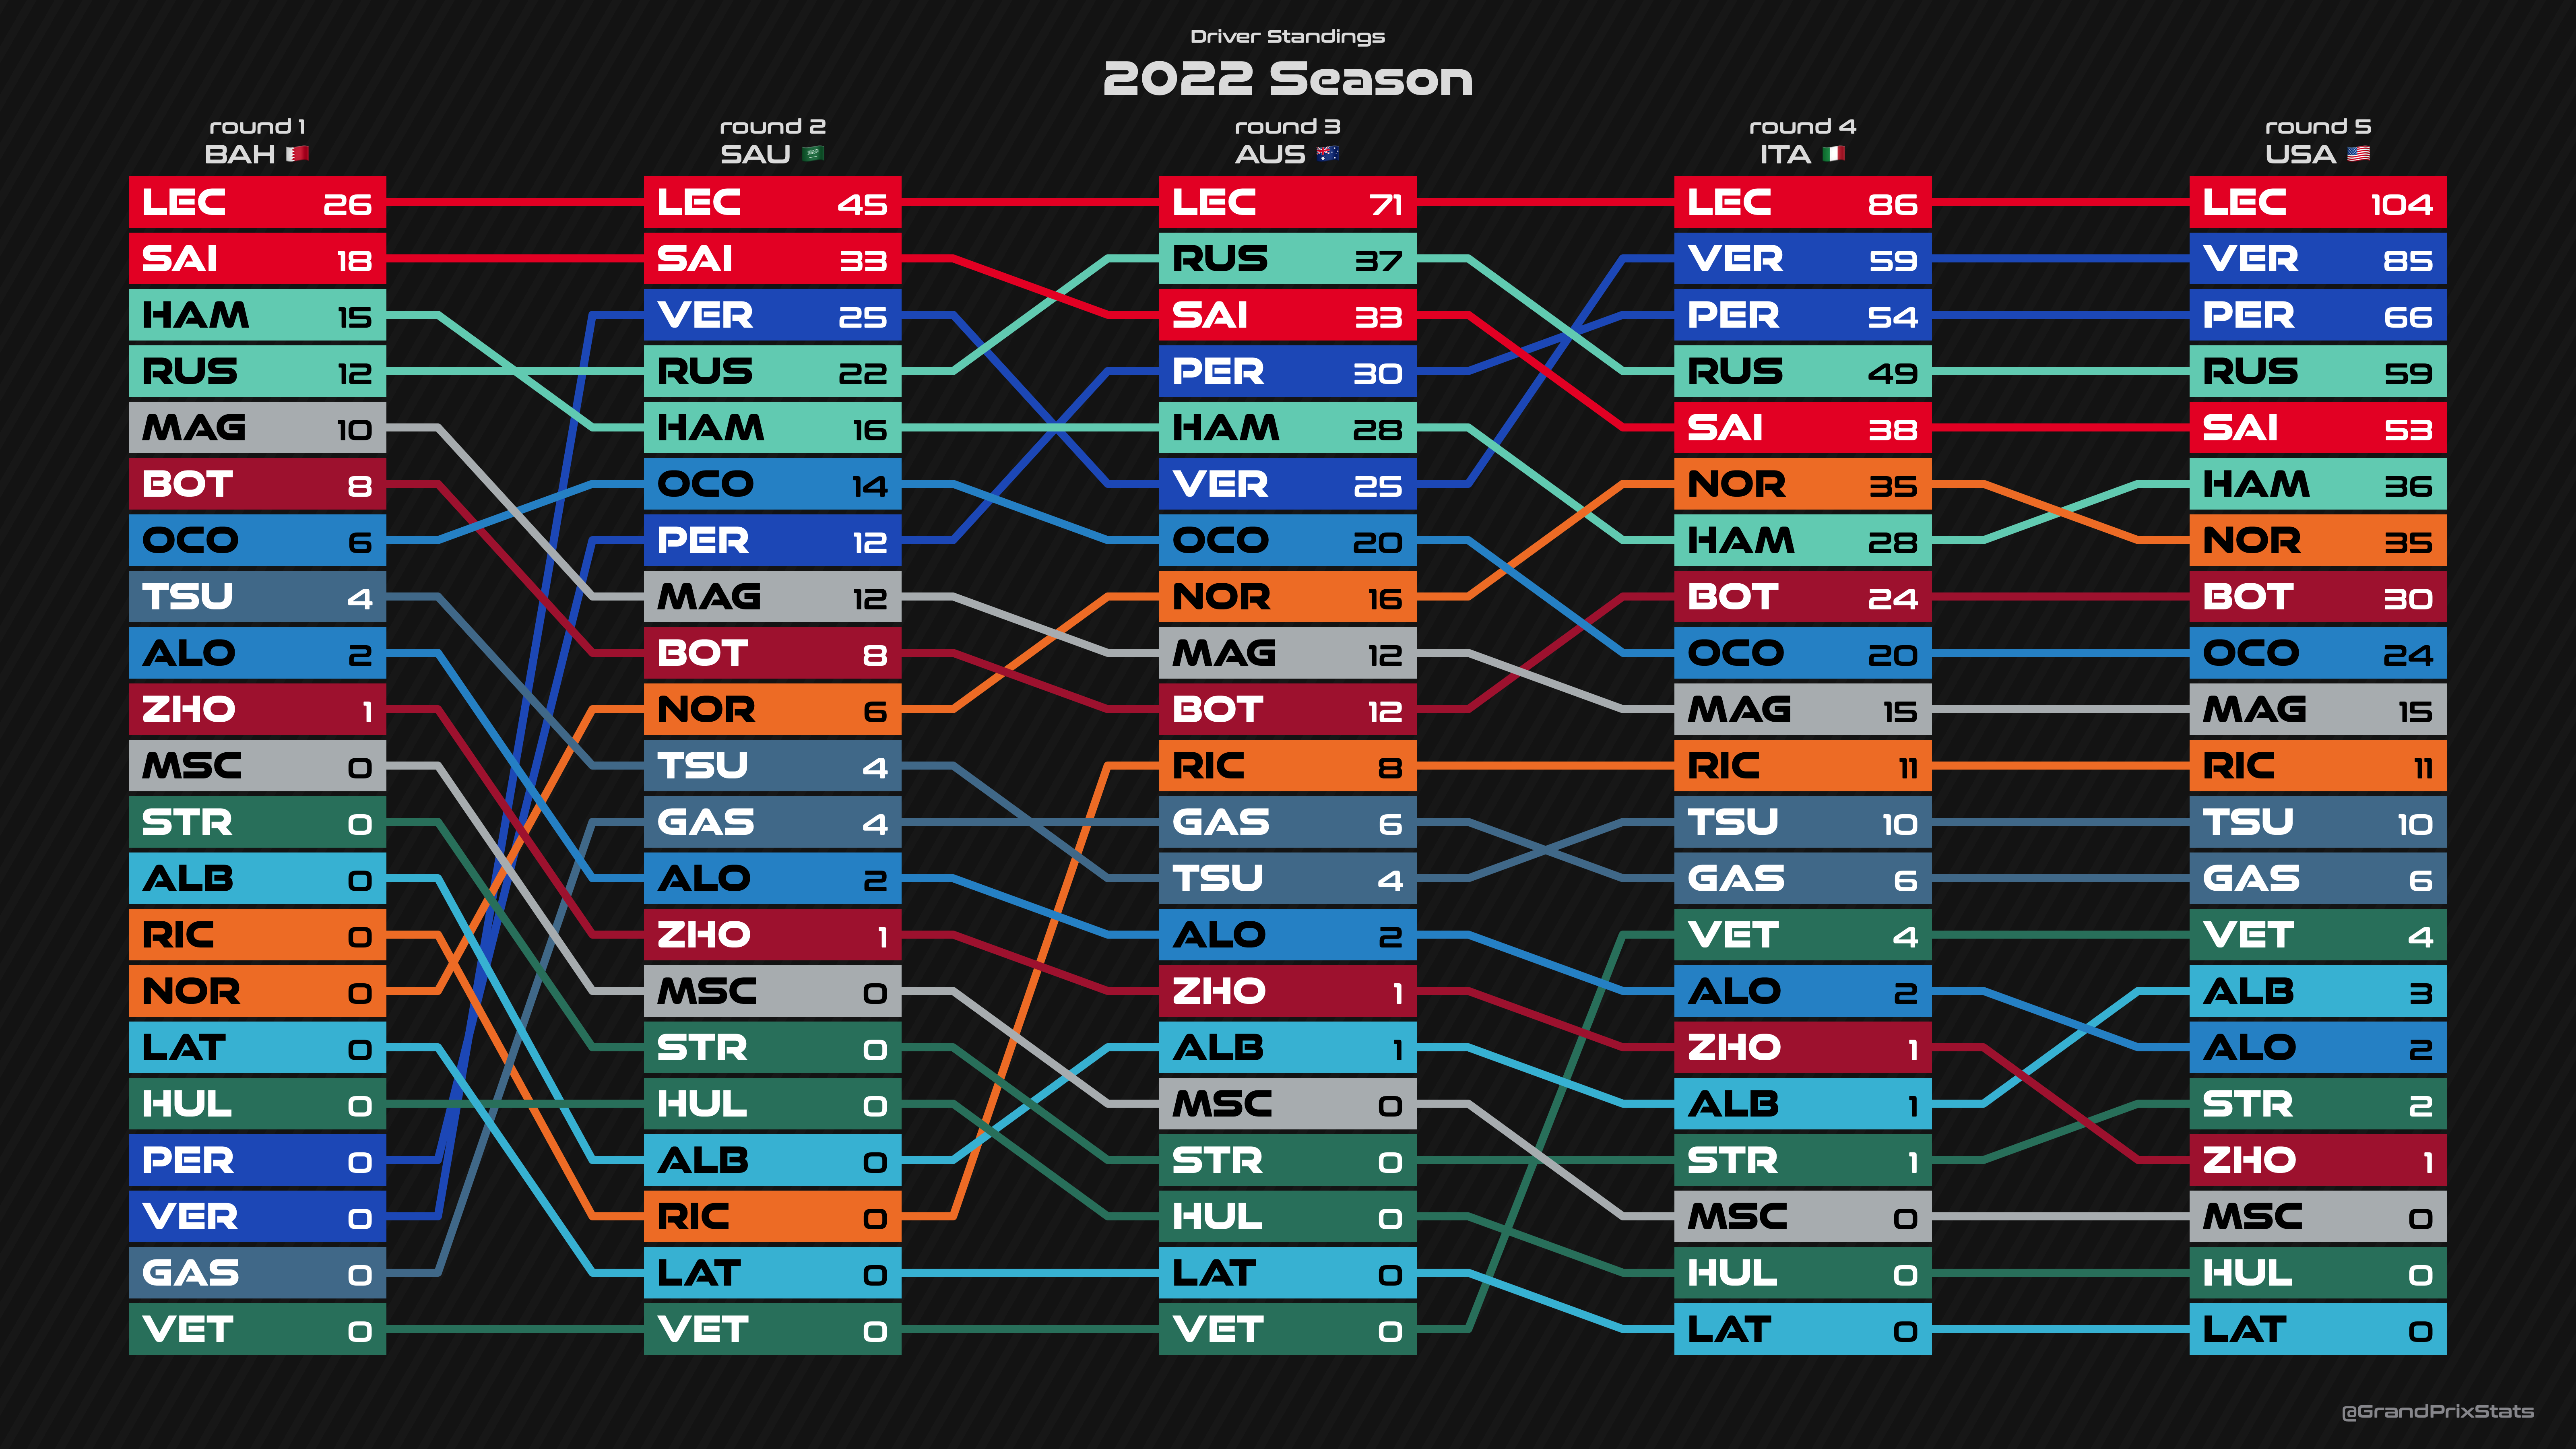 Driver Standings
2022 Season
round 1
BAH
LEC 26
SAI 18
HAM 15
RUS 12
MAG 10
BOT 8
OCO 6
TSU 4
ALO 2
ZHO 1
MSC 0
STR 0
ALB 0
RIC 0
NOR 0
LAT 0
HUL 0
PER 0
VER 0
GAS 0
VET 0
round 2
SAU
LEC 45
SAI 33
VER 25
RUS 22
HAM 16
OCO 14
PER 12
MAG 12
BOT 8
NOR 6
TSU 4
GAS 4
ALO 2
ZHO 1
MSC 0
STR 0
HUL 0
ALB 0
RIC 0
LAT 0
VET 0
round 3
AUS
LEC 71
RUS 37
SAI 33
PER 30
HAM 28
VER 25
OCO 20
NOR 16
MAG 12
BOT 12
RIC 8
GAS 6
TSU 4
ALO 2
ZHO 1
ALB 1
MSC 0
STR 0
HUL 0
LAT 0
VET 0
round 4
ITA
LEC 86
VER 59
PER 54
RUS 49
SAI 38
NOR 35
HAM 28
BOT 24
OCO 20
MAG 15
RIC 11
TSU 10
GAS 6
VET 4
ALO 2
ZHO 1
ALB 1
STR 1
MSC 0
HUL 0
LAT 0
round 5
USA
LEC 104
VER 85
PER 66
RUS 59
SAI 53
HAM 36
NOR 35
BOT 30
OCO 24
MAG 15
RIC 11
TSU 10
GAS 6
VET 4
ALB 3
ALO 2
STR 2
ZHO 1
MSC 0
HUL 0
LAT 0
@GrandPrixStats